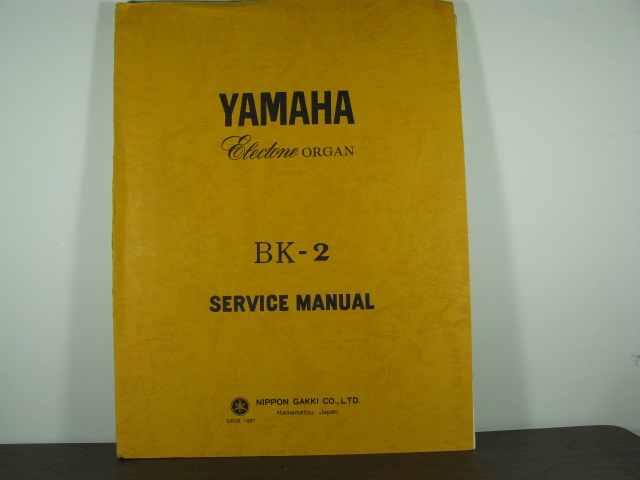 YAMAHA
Electone ORGAN
BK-2
SERVICE MANUAL
NIPPON GAKKI CO., LTD.
Hamamatsu, Japan
SINCE 1887